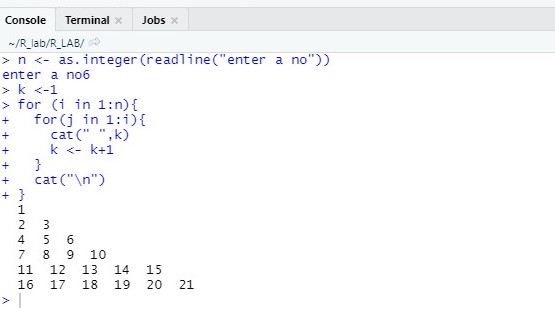 Console Terminal × Jobs ×
~/R_lab/R_LAB/
> n <- as.integer(readline("enter a no"))
enter a no6
> k <-1
> for (i in 1:n){
+   for(j in 1:i){
+     cat(" ",k)
+     k <- k+1
+   }
+   cat("\n")
+ }
  1
  2  3
  4  5  6
  7  8  9  10
  11  12  13  14  15
  16  17  18  19  20  21
>